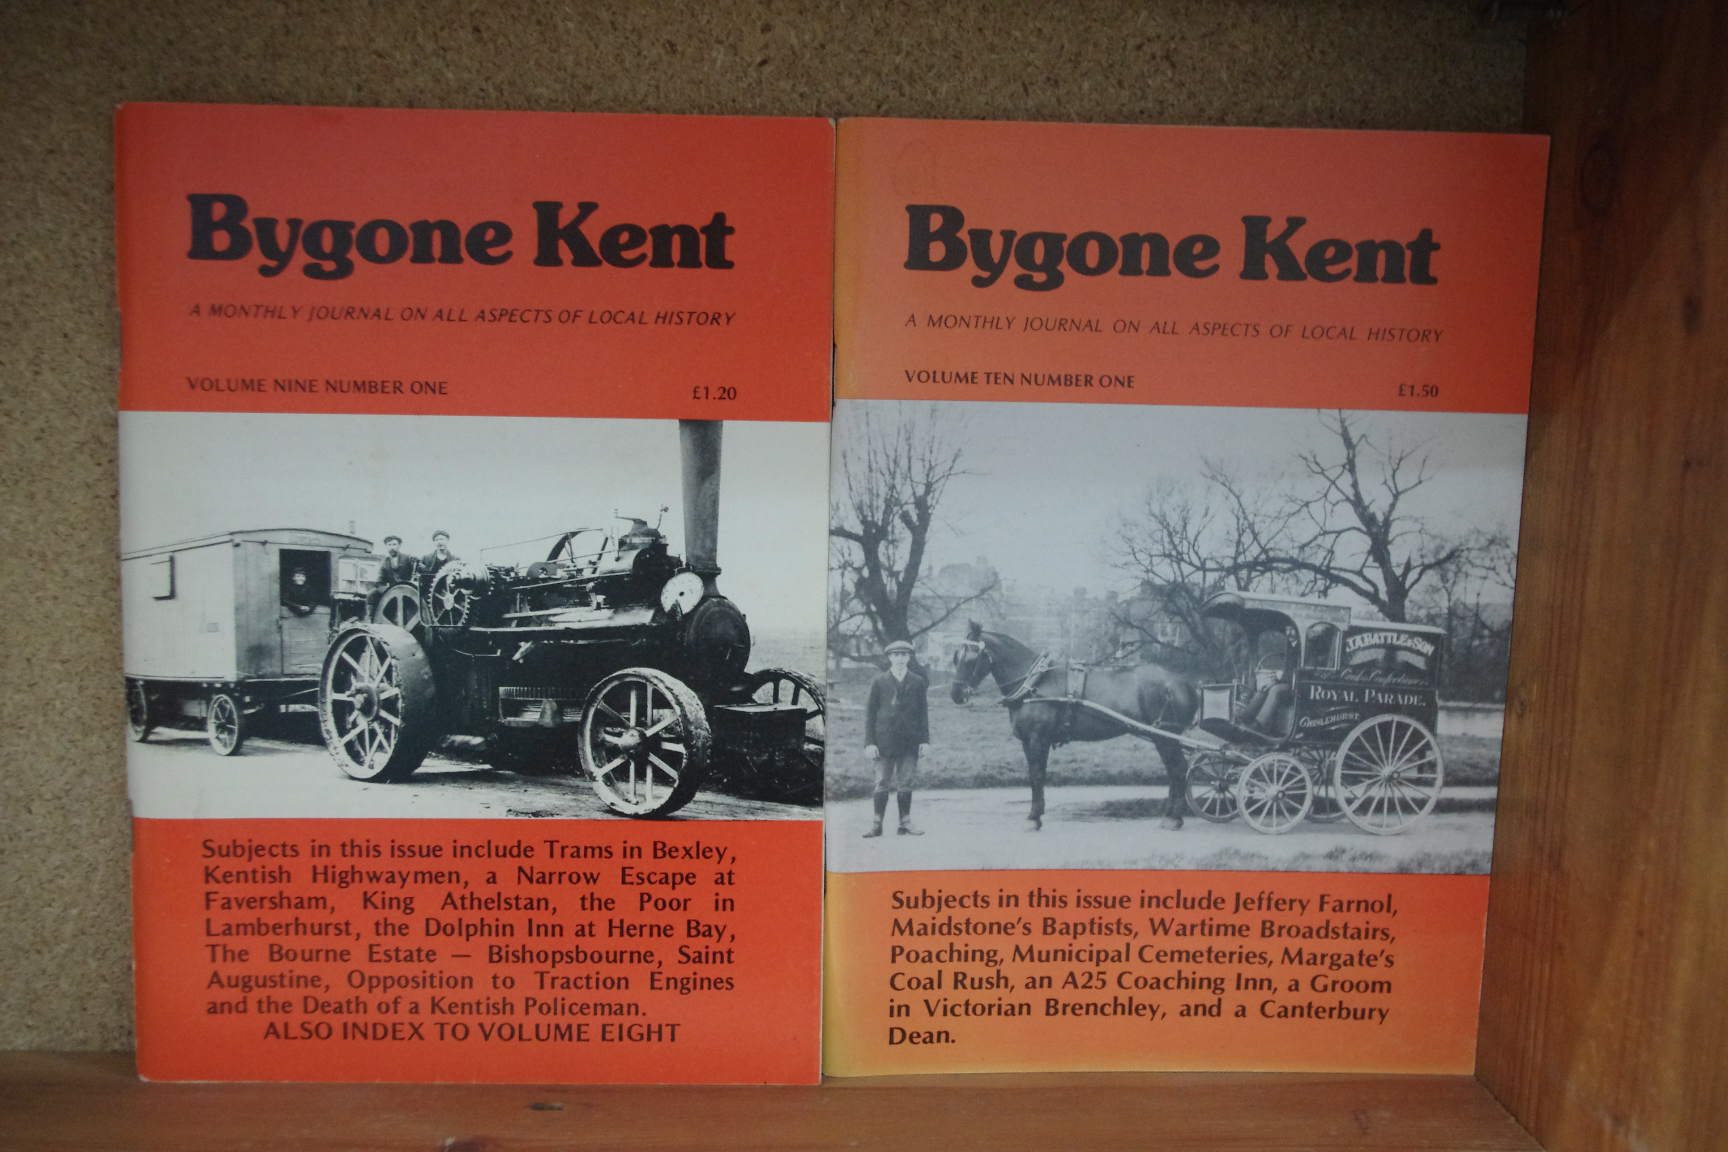 Bygone Kent
A MONTHLY JOURNAL ON ALL ASPECTS OF LOCAL HISTORY
VOLUME NINE NUMBER ONE
£1.20
Subjects in this issue include Trams in Bexley,
Kentish Highwaymen, a Narrow Escape at
Faversham, King Athelstan, the Poor in
Lamberhurst, the Dolphin Inn at Herne Bay,
The Bourne Estate — Bishopsbourne, Saint
Augustine, Opposition to Traction Engines
and the Death of a Kentish Policeman.
ALSO INDEX TO VOLUME EIGHT
Bygone Kent
A MONTHLY JOURNAL ON ALL ASPECTS OF LOCAL HISTORY
VOLUME TEN NUMBER ONE
£1.50
J.A. BATTLE & SON
ROYAL PARADE.
CHISLEHURST
Subjects in this issue include Jeffery Farnol,
Maidstone's Baptists, Wartime Broadstairs,
Poaching, Municipal Cemeteries, Margate's
Coal Rush, an A25 Coaching Inn, a Groom
in Victorian Brenchley, and a Canterbury
Dean.